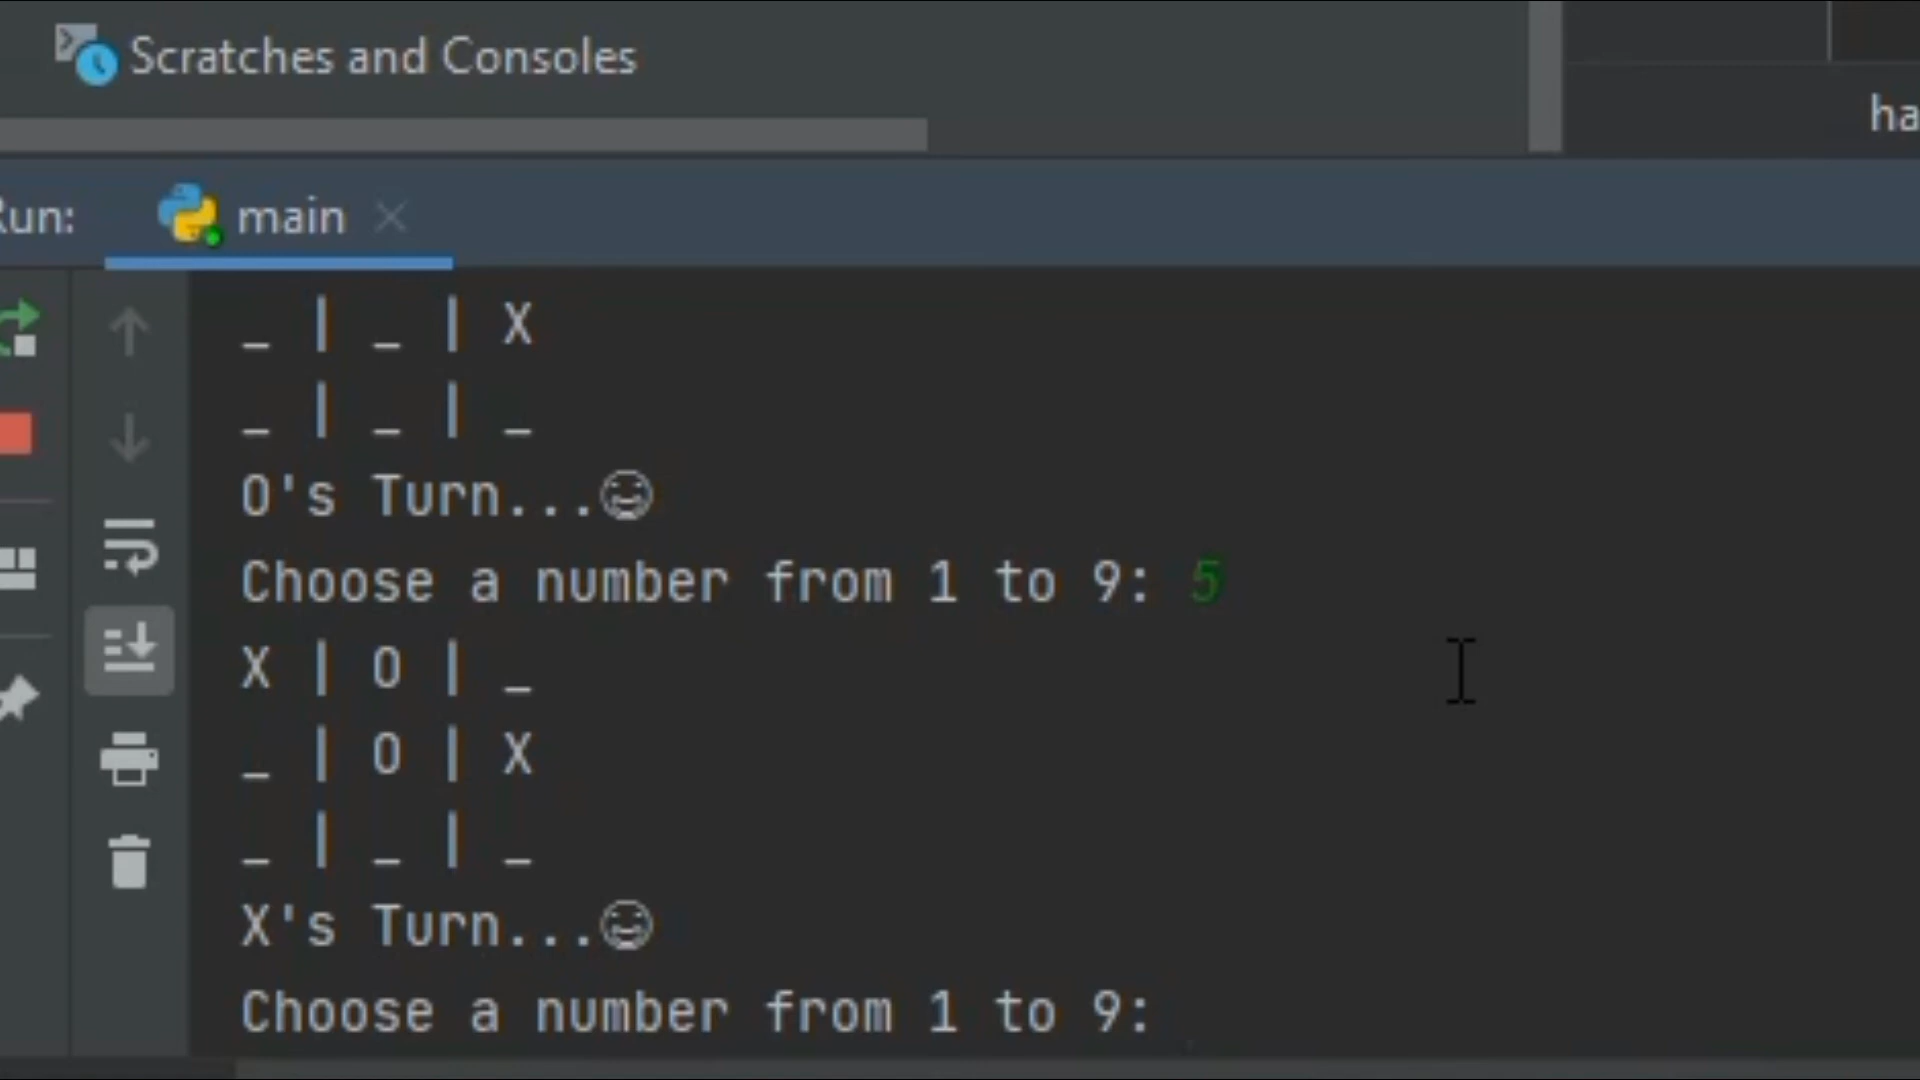 Scratches and Consoles
ha
Run:
main
_ | _ | X
_ | _ | _
O's Turn...😄
Choose a number from 1 to 9: 5
X | O | _
_ | O | X
_ | _ | _
X's Turn...😄
Choose a number from 1 to 9: